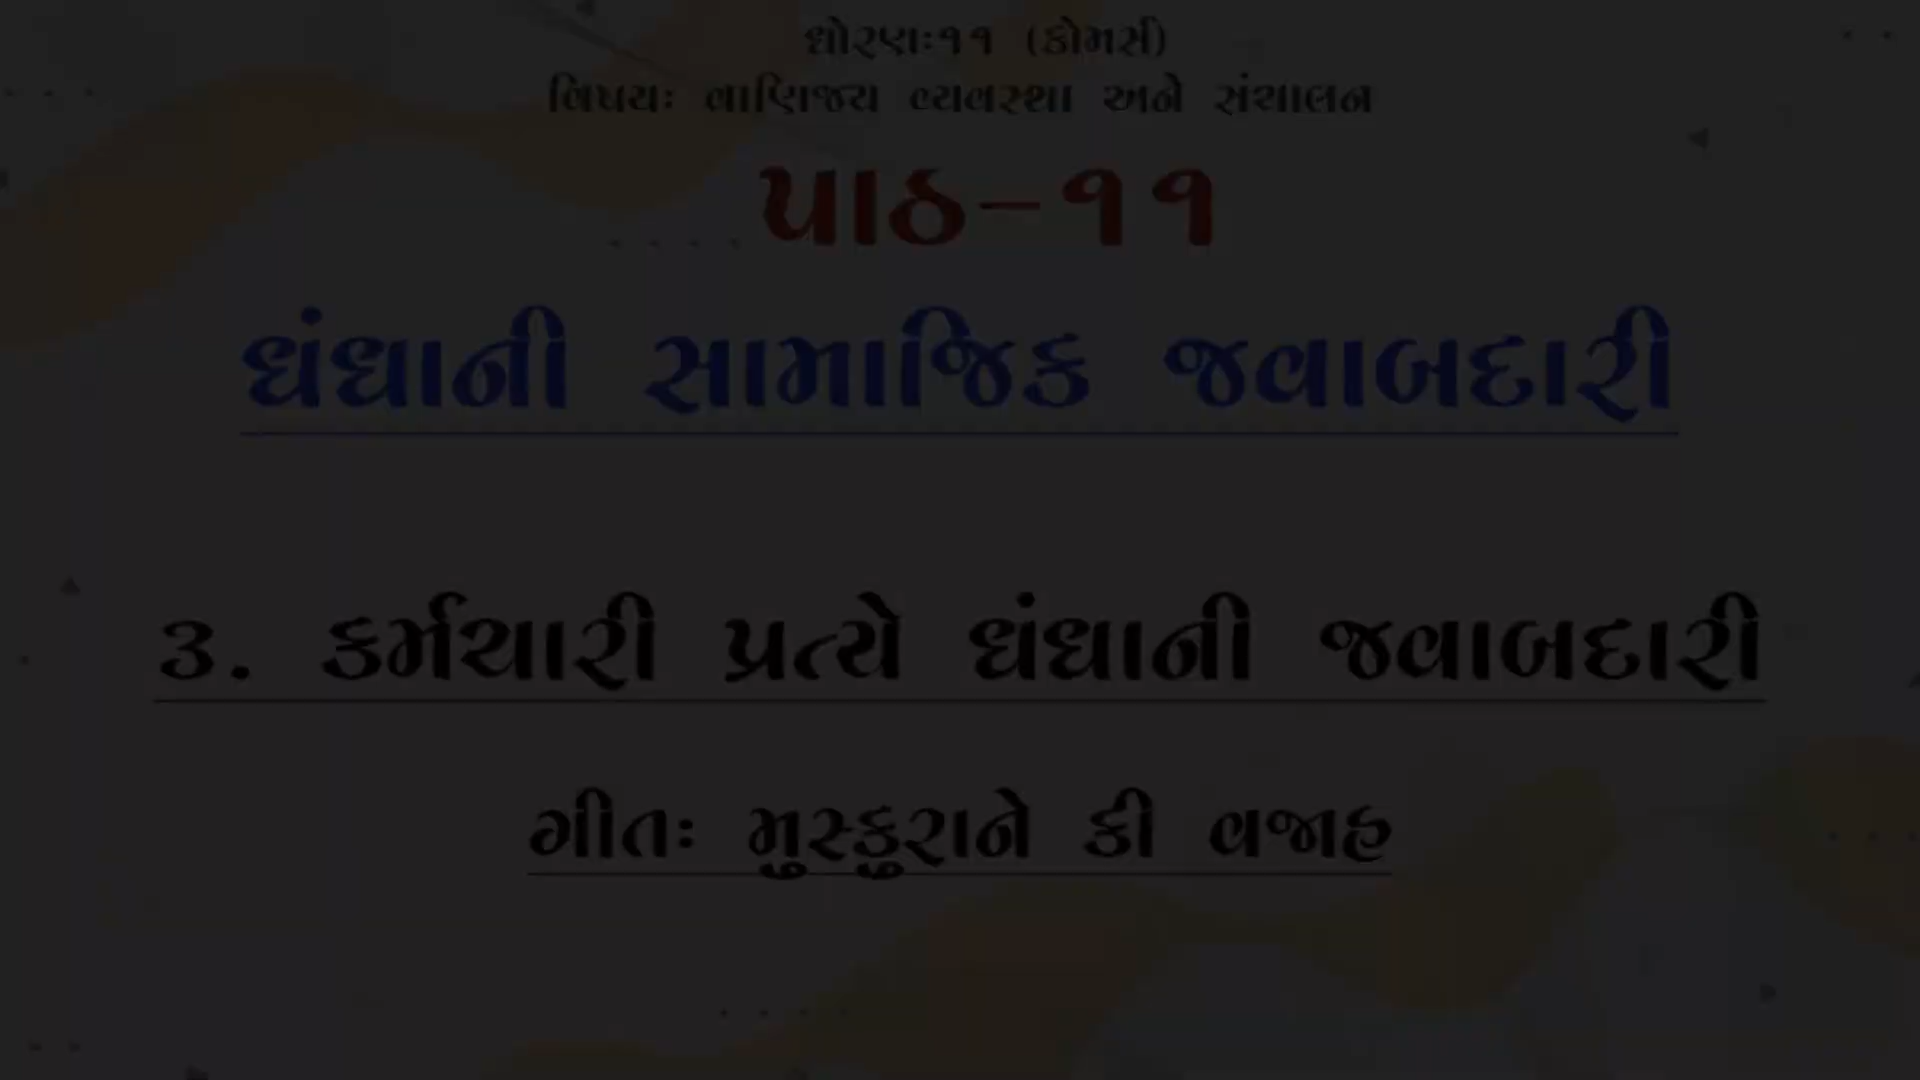 ધોરણઃ૧૧ (કોમર્સ)
વિષયઃ વાણિજ્ય વ્યવસ્થા અને સંચાલન
પાઠ-૧૧
ધંધાની સામાજિક જવાબદારી
૩. કર્મચારી પ્રત્યે ધંધાની જવાબદારી
ગીતઃ મુસ્કુરાને કી વજાહ